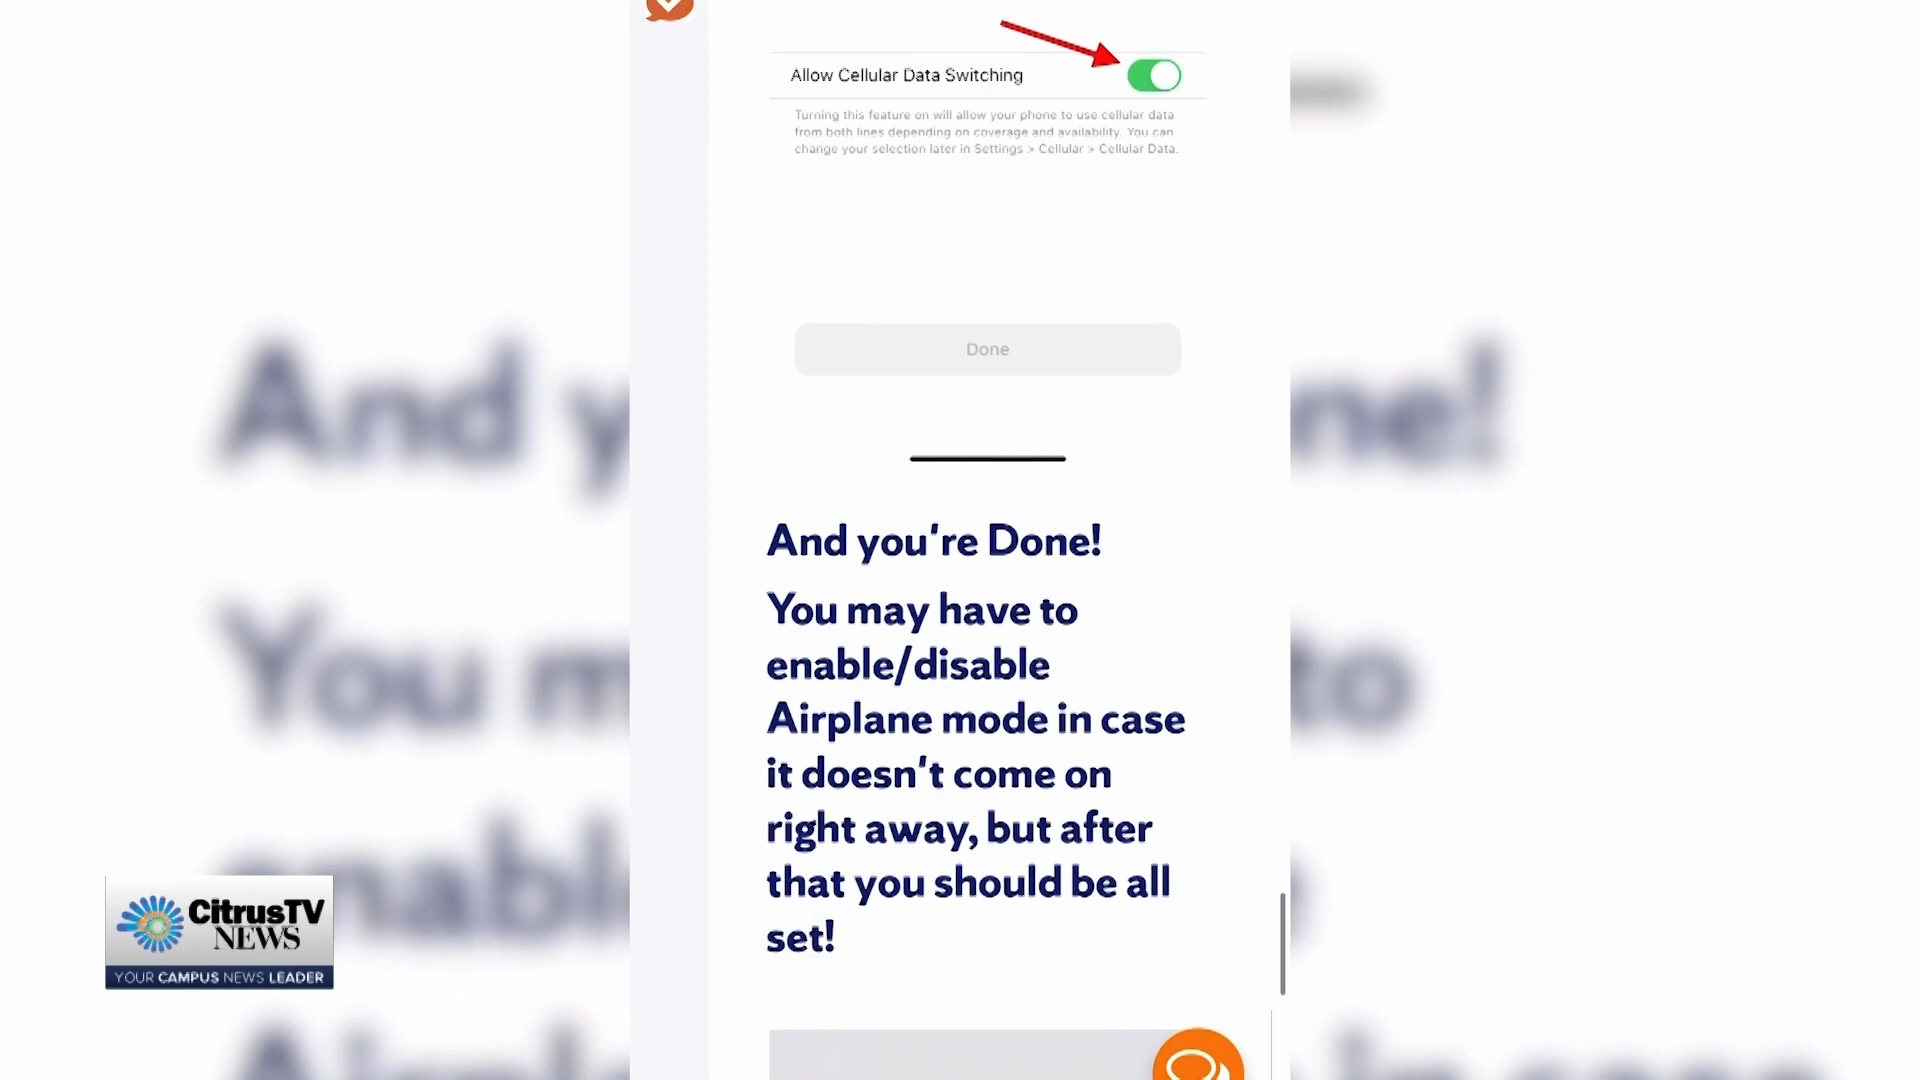 Allow Cellular Data Switching
Turning this feature on will allow your phone to use cellular data
from both lines depending on coverage and availability. You can
change your selection later in Settings > Cellular > Cellular Data.
Done
And you're Done!
You may have to
enable/disable
Airplane mode in case
it doesn't come on
right away, but after
that you should be all
set!
CitrusTV
NEWS
YOUR CAMPUS NEWS LEADER